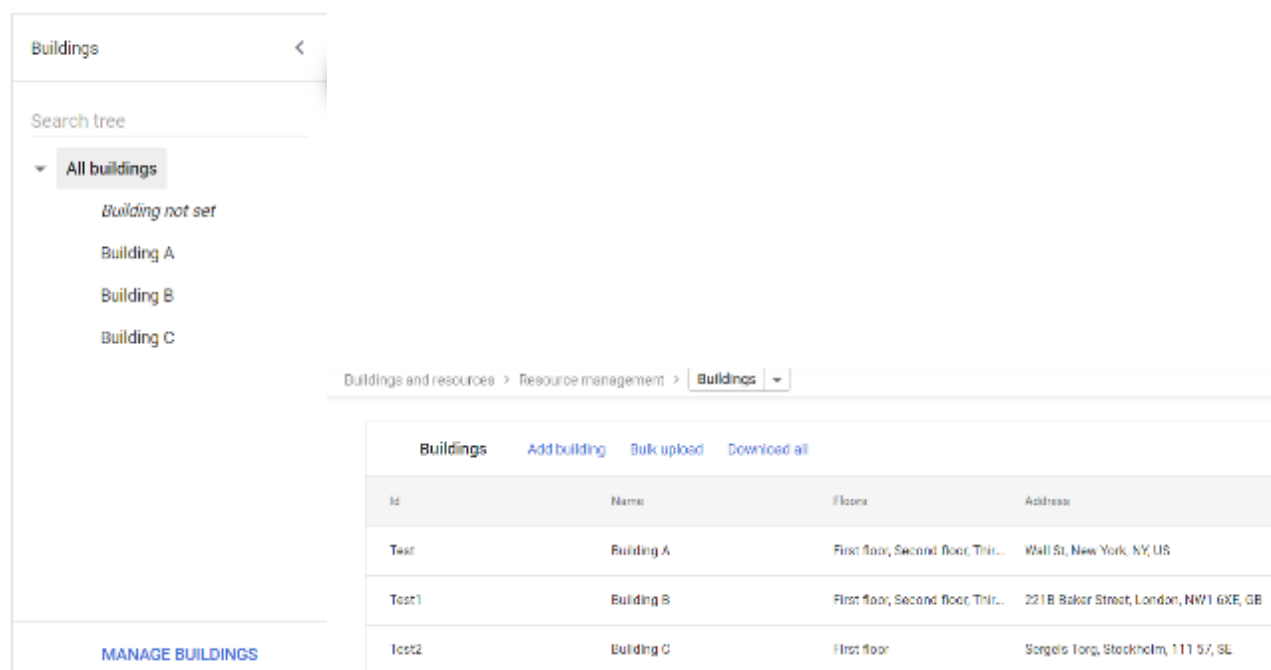 Buildings
Search tree
All buildings
Building not set
Building A
Building B
Building C
MANAGE BUILDINGS
Buildings and resources > Resource management > Buildings
Buildings Add building Bulk upload Download all
Id Name Floors Address
Test Building A First floor, Second floor, Thir... Wall St, New York, NY, US
Test1 Building B First floor, Second floor, Thir... 221B Baker Street, London, NW1 6XE, GB
Test2 Building C First floor Sergels Torg, Stockholm, 111 57, SE